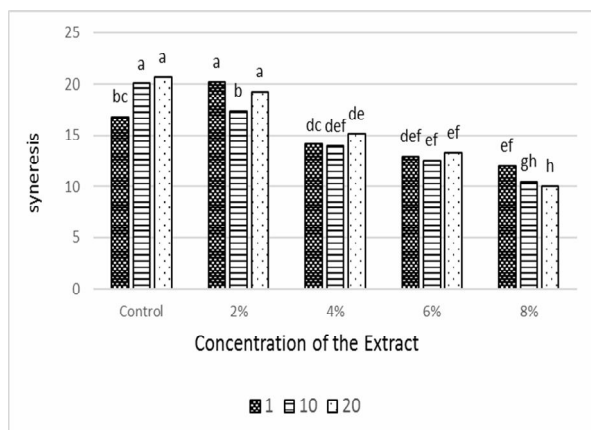 25
20
15
10
5
0
syneresis
bc a a
a b a
dc def de
def ef ef
ef gh h
Control 2% 4% 6% 8%
Concentration of the Extract
1 10 20